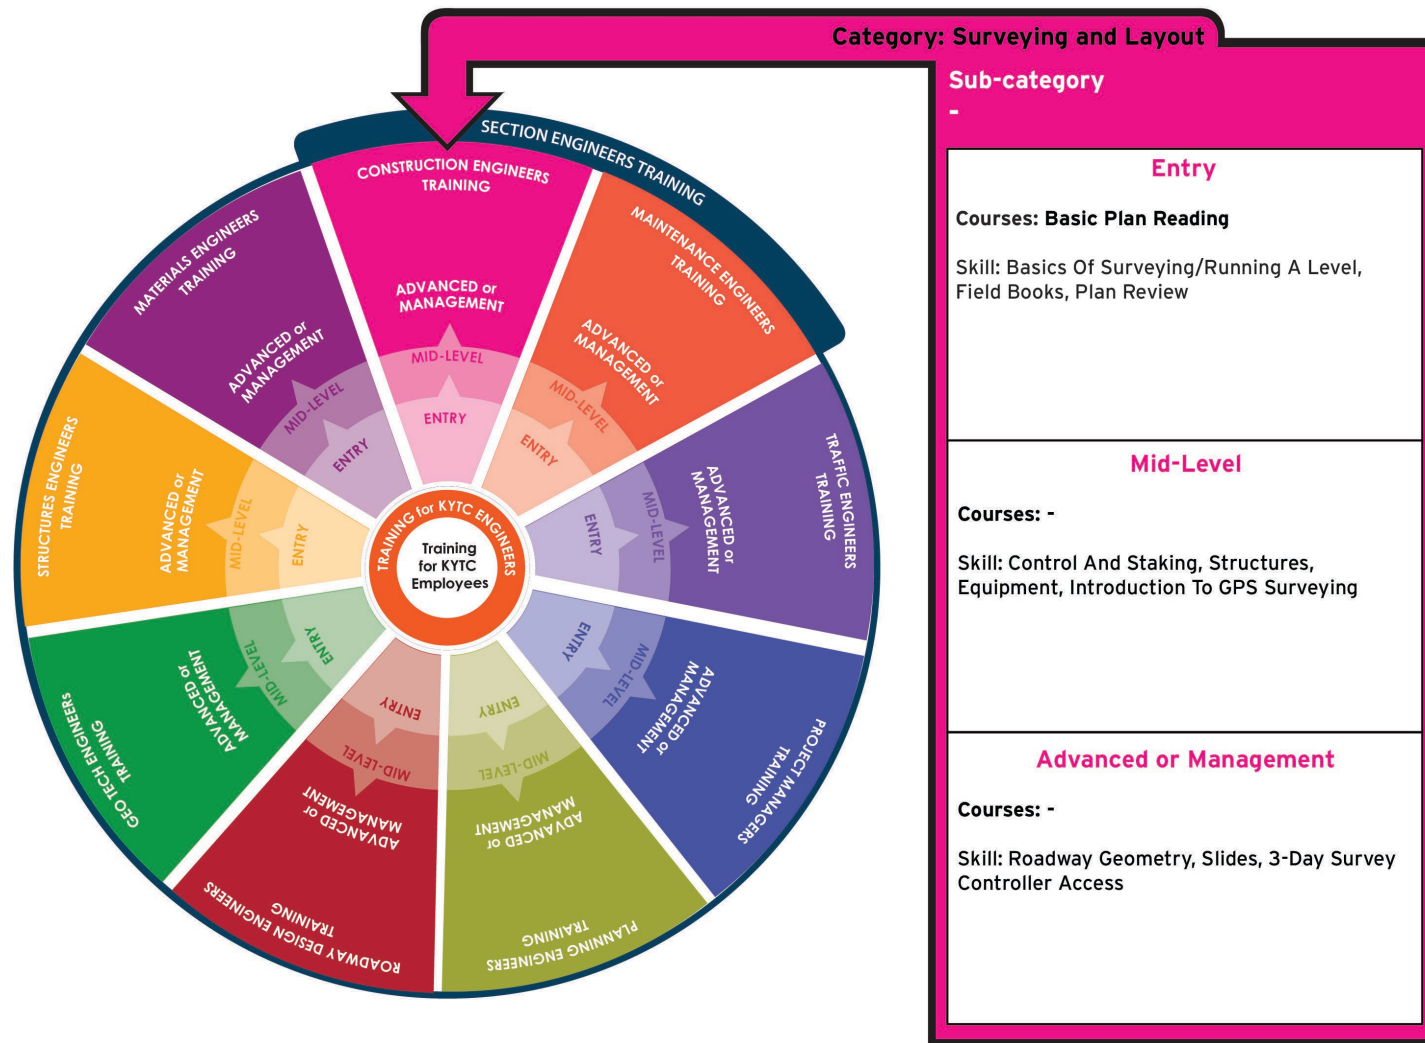 Category: Surveying and Layout
Sub-category
-
Entry
Courses: Basic Plan Reading
Skill: Basics Of Surveying/Running A Level,
Field Books, Plan Review
Mid-Level
Courses: -
Skill: Control And Staking, Structures,
Equipment, Introduction To GPS Surveying
Advanced or Management
Courses: -
Skill: Roadway Geometry, Slides, 3-Day Survey
Controller Access
SECTION ENGINEERS TRAINING
CONSTRUCTION ENGINEERS
TRAINING
ADVANCED or
MANAGEMENT
MID-LEVEL
ENTRY
MAINTENANCE ENGINEERS
TRAINING
ADVANCED or
MANAGEMENT
MID-LEVEL
ENTRY
TRAFFIC ENGINEERS
TRAINING
ADVANCED or
MANAGEMENT
MID-LEVEL
ENTRY
PROJECT MANAGERS
TRAINING
ADVANCED or
MANAGEMENT
MID-LEVEL
ENTRY
PLANNING ENGINEERS
TRAINING
ADVANCED or
MANAGEMENT
MID-LEVEL
ENTRY
ROADWAY DESIGN ENGINEERS
TRAINING
ADVANCED or
MANAGEMENT
MID-LEVEL
ENTRY
GEO TECH ENGINEERS
TRAINING
ADVANCED or
MANAGEMENT
MID-LEVEL
ENTRY
STRUCTURES ENGINEERS
TRAINING
ADVANCED or
MANAGEMENT
MID-LEVEL
ENTRY
MATERIALS ENGINEERS
TRAINING
ADVANCED or
MANAGEMENT
MID-LEVEL
ENTRY
TRAINING for KYTC ENGINEERS
Training
for KYTC
Employees